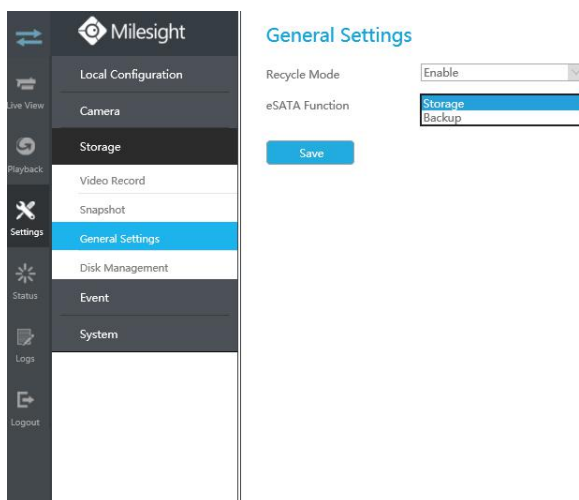 Milesight
Live View
Playback
Settings
Status
Logs
Logout
Local Configuration
Camera
Storage
Video Record
Snapshot
General Settings
Disk Management
Event
System
General Settings
Recycle Mode
Enable
eSATA Function
Storage
Backup
Save